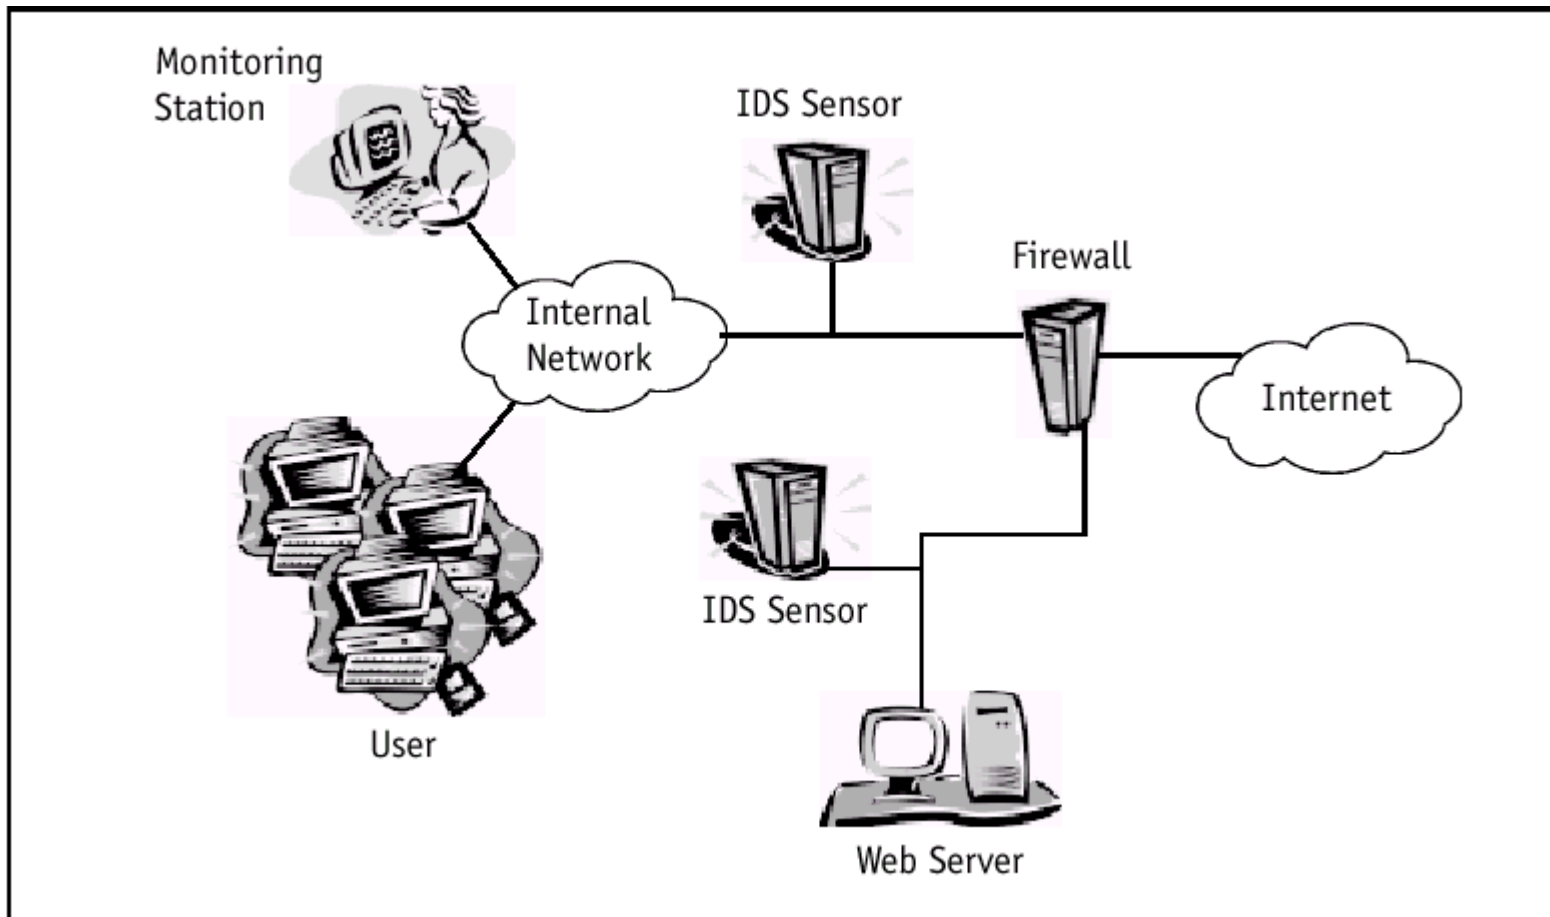 Monitoring
Station
IDS Sensor
Firewall
Internal
Network
Internet
IDS Sensor
User
Web Server